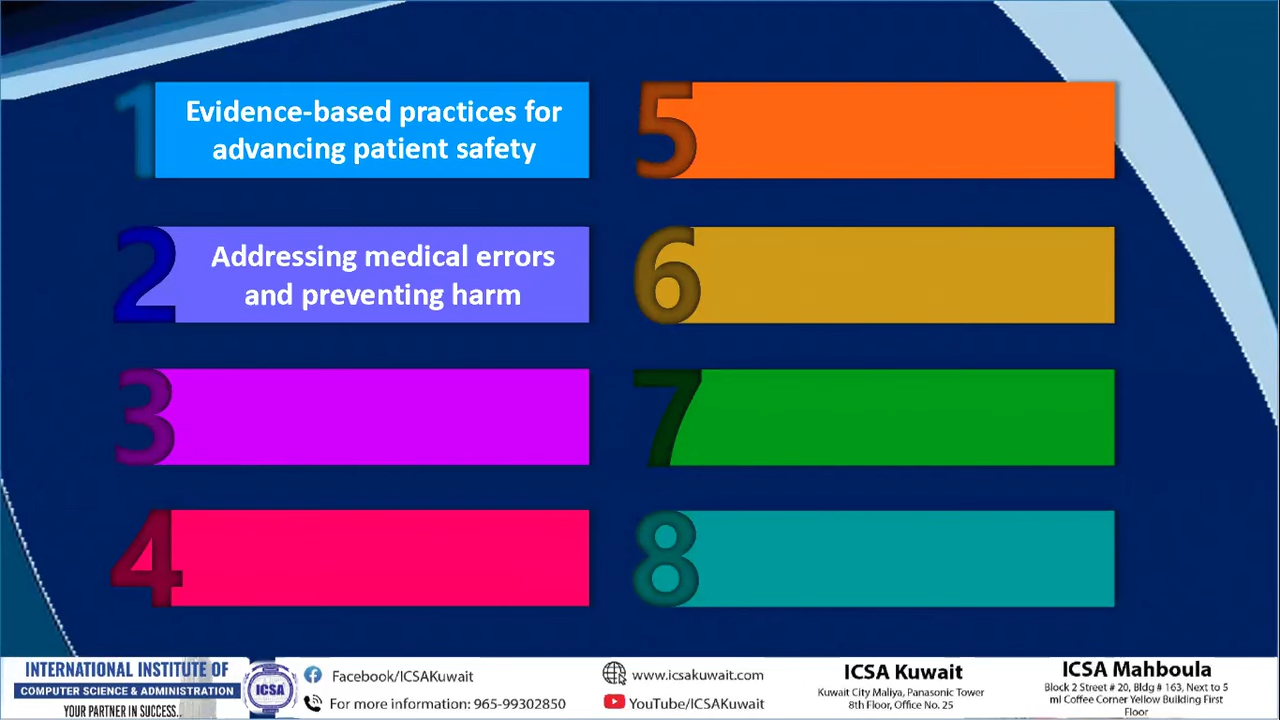 1
Evidence-based practices for
advancing patient safety
2
Addressing medical errors
and preventing harm
3
4
5
6
7
8
INTERNATIONAL INSTITUTE OF
COMPUTER SCIENCE & ADMINISTRATION
YOUR PARTNER IN SUCCESS...
ICSA
Facebook/ICSAKuwait
For more information: 965-99302850
www.icsakuwait.com
YouTube/ICSAKuwait
ICSA Kuwait
Kuwait City Maliya, Panasonic Tower
8th Floor, Office No. 25
ICSA Mahboula
Block 2 Street # 20, Bldg # 163, Next to 5
ml Coffee Corner Yellow Building First
Floor